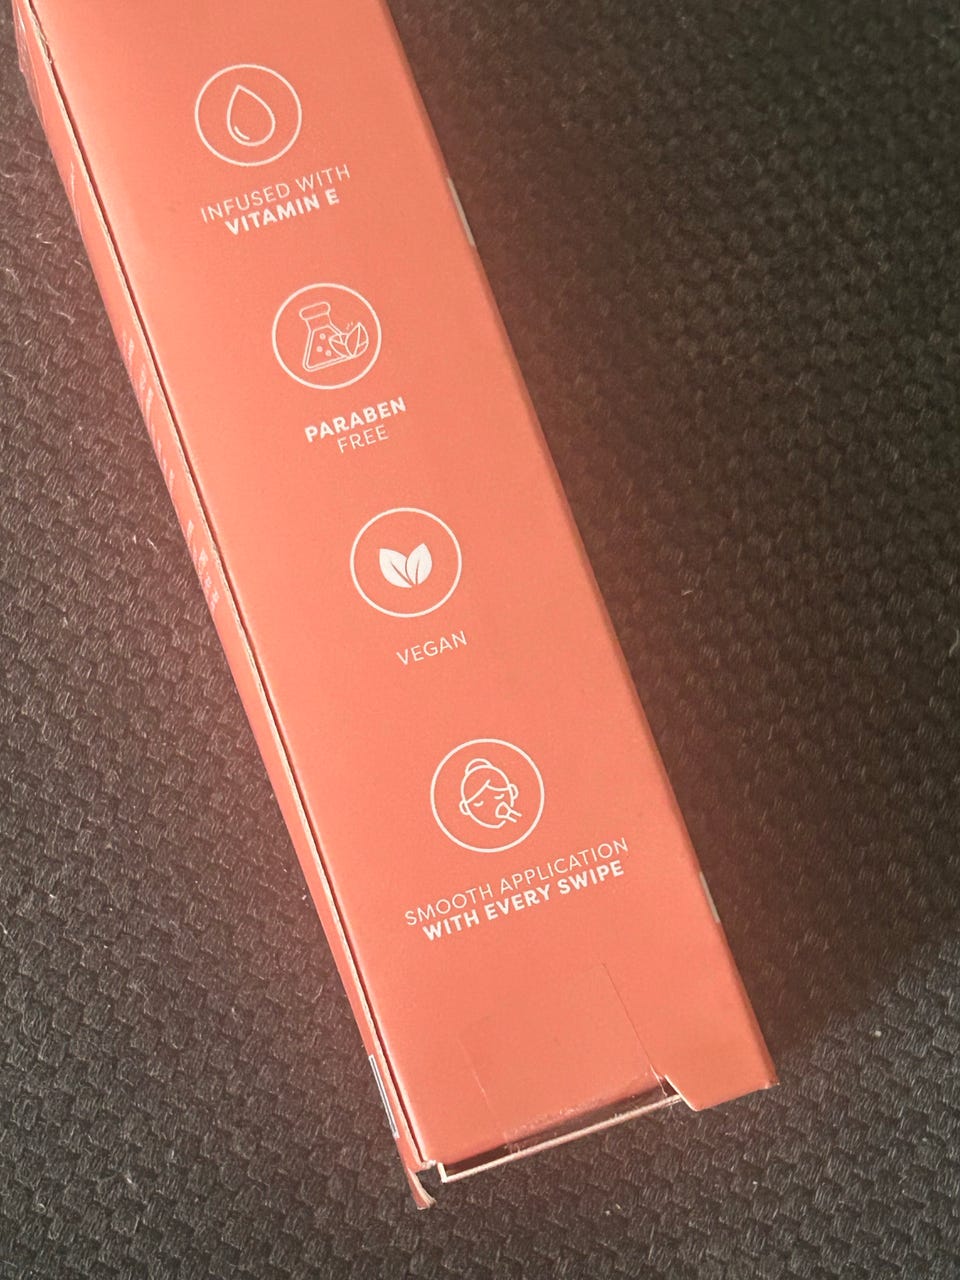 INFUSED WITH
VITAMIN E
PARABEN
FREE
VEGAN
SMOOTH APPLICATION
WITH EVERY SWIPE